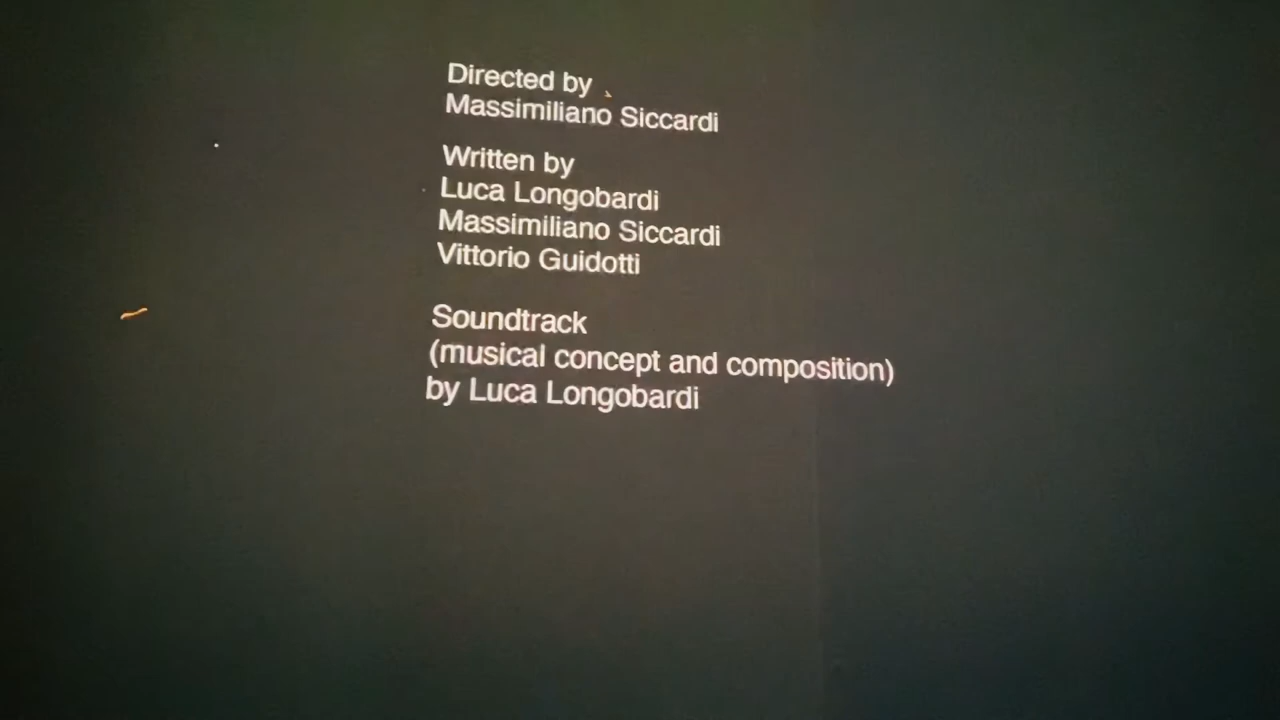 Directed by
Massimiliano Siccardi
Written by
Luca Longobardi
Massimiliano Siccardi
Vittorio Guidotti
Soundtrack
(musical concept and composition)
by Luca Longobardi